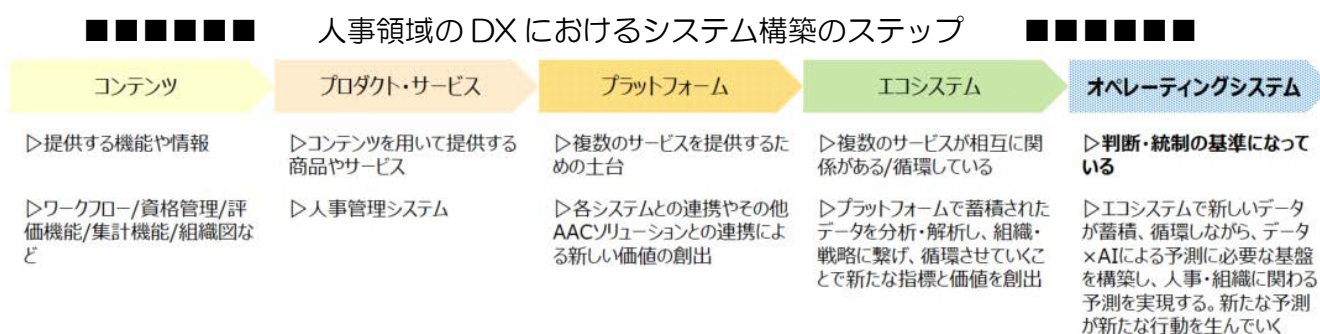 ■■■■■■ 人事領域のDXにおけるシステム構築のステップ ■■■■■■
コンテンツ
▷提供する機能や情報
▷ワークフロー/資格管理/評
価機能/集計機能/組織図な
ど
プロダクト・サービス
▷コンテンツを用いて提供する
商品やサービス
▷人事管理システム
プラットフォーム
▷複数のサービスを提供するた
めの土台
▷各システムとの連携やその他
AACソリューションとの連携によ
る新しい価値の創出
エコシステム
▷複数のサービスが相互に関
係がある/循環している
▷プラットフォームで蓄積された
データを分析・解析し、組織・
戦略に繋げ、循環させていくこ
とで新たな指標と価値を創出
オペレーティングシステム
▷判断・統制の基準になって
いる
▷エコシステムで新しいデータ
が蓄積、循環しながら、データ
×AIによる予測に必要な基盤
を構築し、人事・組織に関わる
予測を実現する。新たな予測
が新たな行動を生んでいく